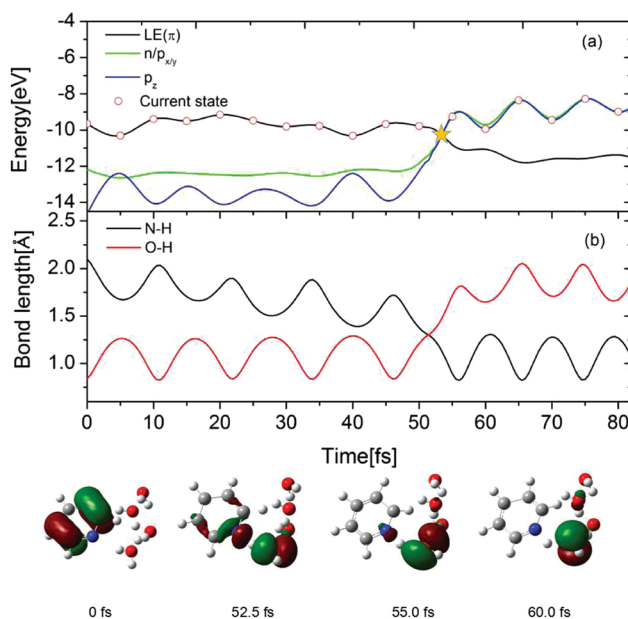 -4
-6
-8
-10
-12
-14
Energy[eV]
LE(π)
n/p x/y
p z
Current state
(a)
2.5
2.0
1.5
1.0
Bond length[Å]
N-H
O-H
(b)
0 10 20 30 40 50 60 70 80
Time[fs]
0 fs 52.5 fs 55.0 fs 60.0 fs